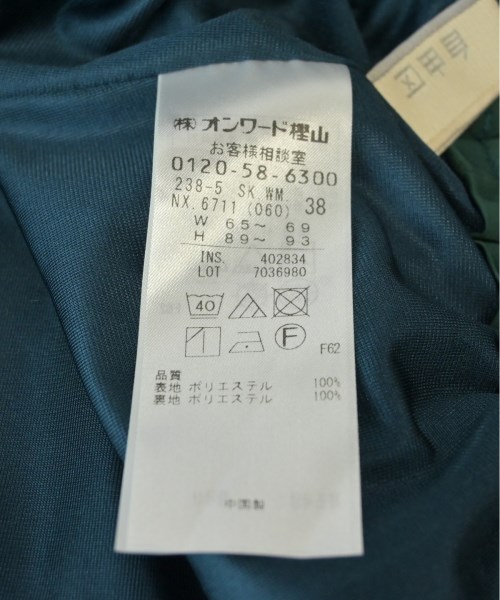 (株)オンワード樫山
お客様相談室
0120-58-6300
238-5 SK.WM.
NX.6711(060) 38
W 65～ 69
H 89～ 93
INS. 402834
LOT 7036980
40
F
F62
品質
表地 ポリエステル 100%
裏地 ポリエステル 100%
中国製